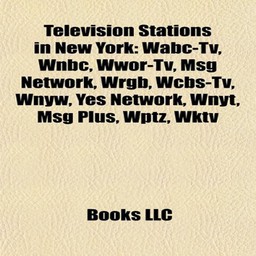 Television Stations
in New York: Wabc-Tv,
Wnbc, Wwor-Tv, Msg
Network, Wrgb, Wcbs-Tv,
Wnyw, Yes Network, Wnyt,
Msg Plus, Wptz, Wktv
Books LLC